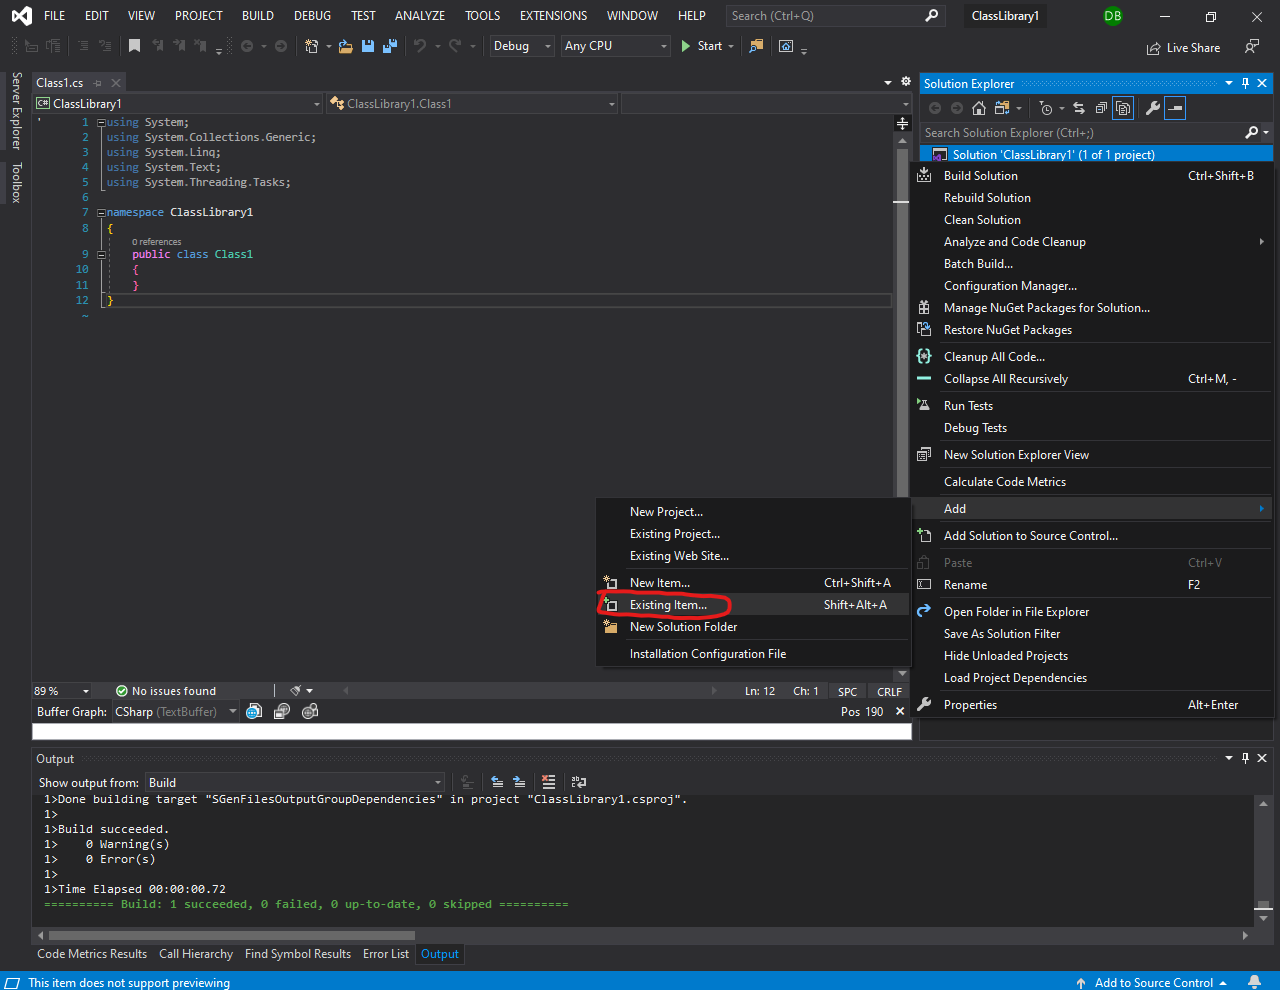 FILE EDIT VIEW PROJECT BUILD DEBUG TEST ANALYZE TOOLS EXTENSIONS WINDOW HELP Search (Ctrl+Q) ClassLibrary1 DB
Debug Any CPU Start Live Share
Server Explorer
Toolbox
Class1.cs
ClassLibrary1 ClassLibrary1.Class1
1 using System;
2 using System.Collections.Generic;
3 using System.Linq;
4 using System.Text;
5 using System.Threading.Tasks;
6
7 namespace ClassLibrary1
8 {
0 references
9 public class Class1
10 {
11 }
12 }
~
Solution Explorer
Search Solution Explorer (Ctrl+;)
Solution 'ClassLibrary1' (1 of 1 project)
Build Solution Ctrl+Shift+B
Rebuild Solution
Clean Solution
Analyze and Code Cleanup
Batch Build...
Configuration Manager...
Manage NuGet Packages for Solution...
Restore NuGet Packages
Cleanup All Code...
Collapse All Recursively Ctrl+M, -
Run Tests
Debug Tests
New Solution Explorer View
Calculate Code Metrics
Add
Add Solution to Source Control...
Paste Ctrl+V
Rename F2
Open Folder in File Explorer
Save As Solution Filter
Hide Unloaded Projects
Load Project Dependencies
Properties Alt+Enter
New Project...
Existing Project...
Existing Web Site...
New Item... Ctrl+Shift+A
Existing Item... Shift+Alt+A
New Solution Folder
Installation Configuration File
89 % No issues found Ln: 12 Ch: 1 SPC CRLF
Buffer Graph: CSharp (TextBuffer) Pos 190
Output
Show output from: Build
1>Done building target "SGenFilesOutputGroupDependencies" in project "ClassLibrary1.csproj".
1>
1>Build succeeded.
1> 0 Warning(s)
1> 0 Error(s)
1>
1>Time Elapsed 00:00:00.72
========== Build: 1 succeeded, 0 failed, 0 up-to-date, 0 skipped ==========
Code Metrics Results Call Hierarchy Find Symbol Results Error List Output
This item does not support previewing Add to Source Control